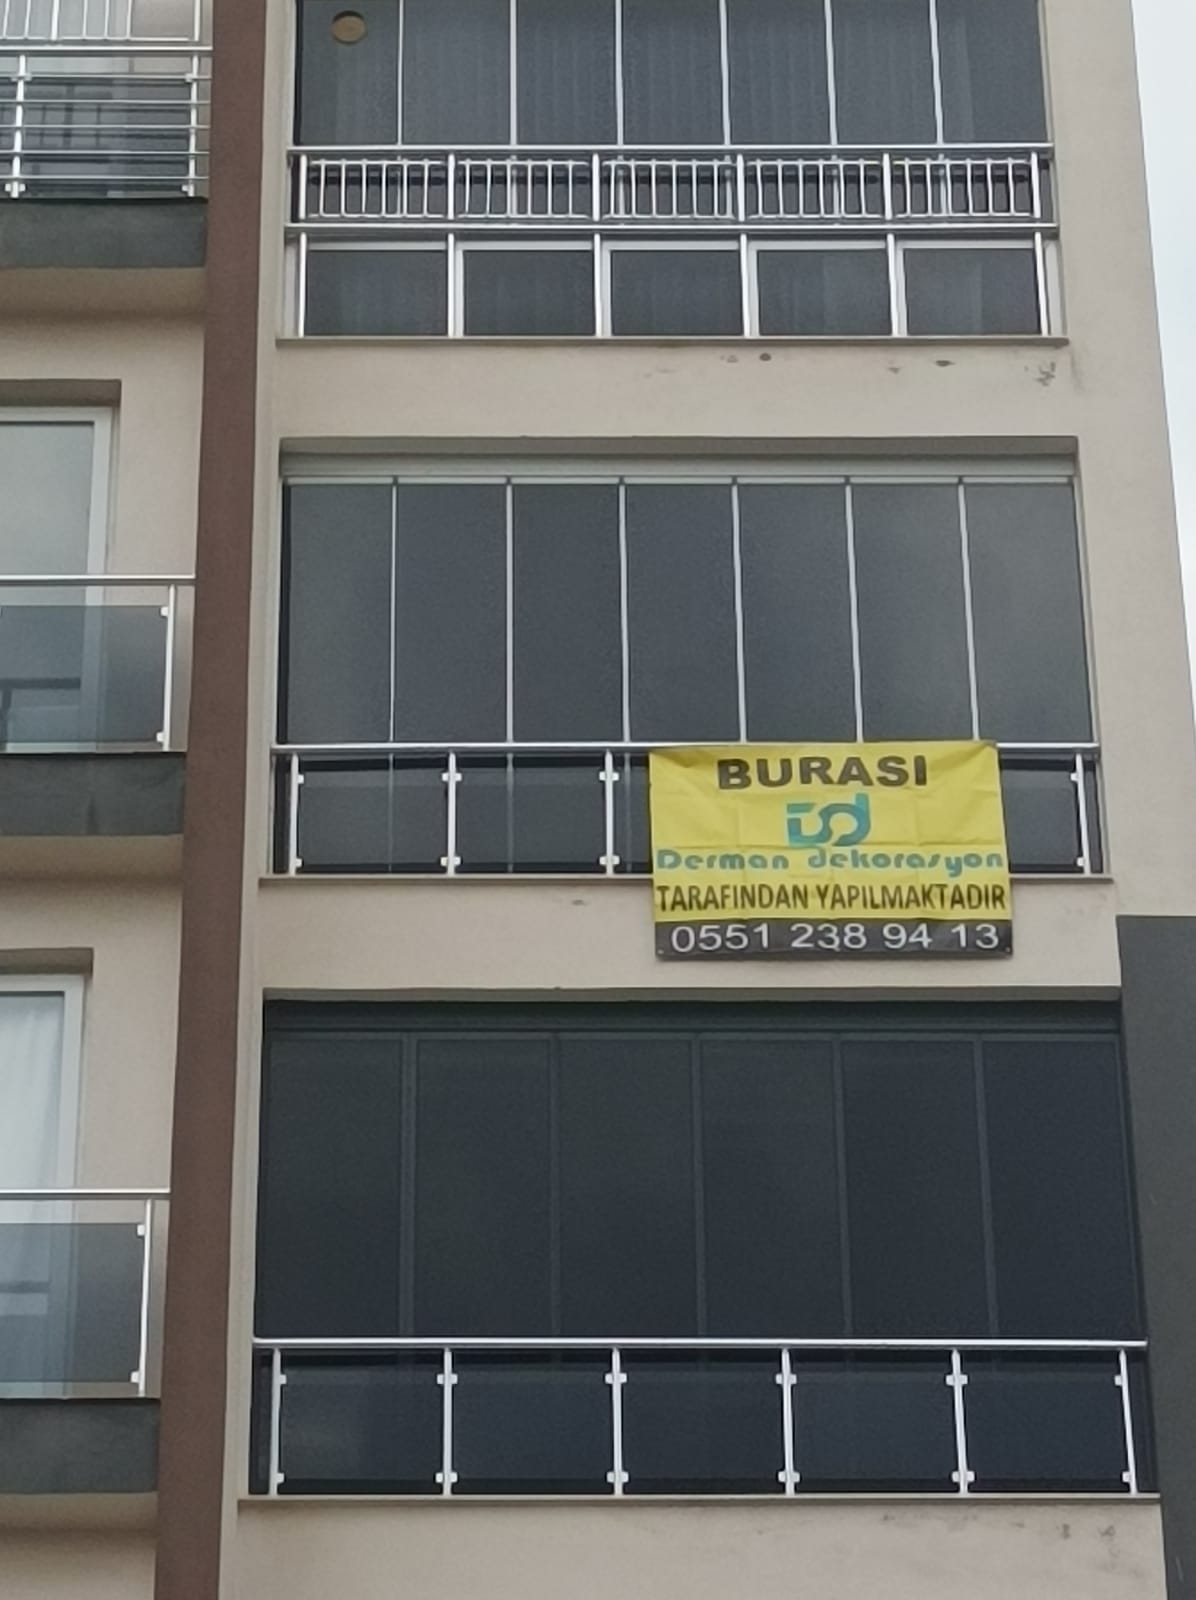 BURASI
Derman dekorasyon
TARAFINDAN YAPILMAKTADIR
0551 238 94 13